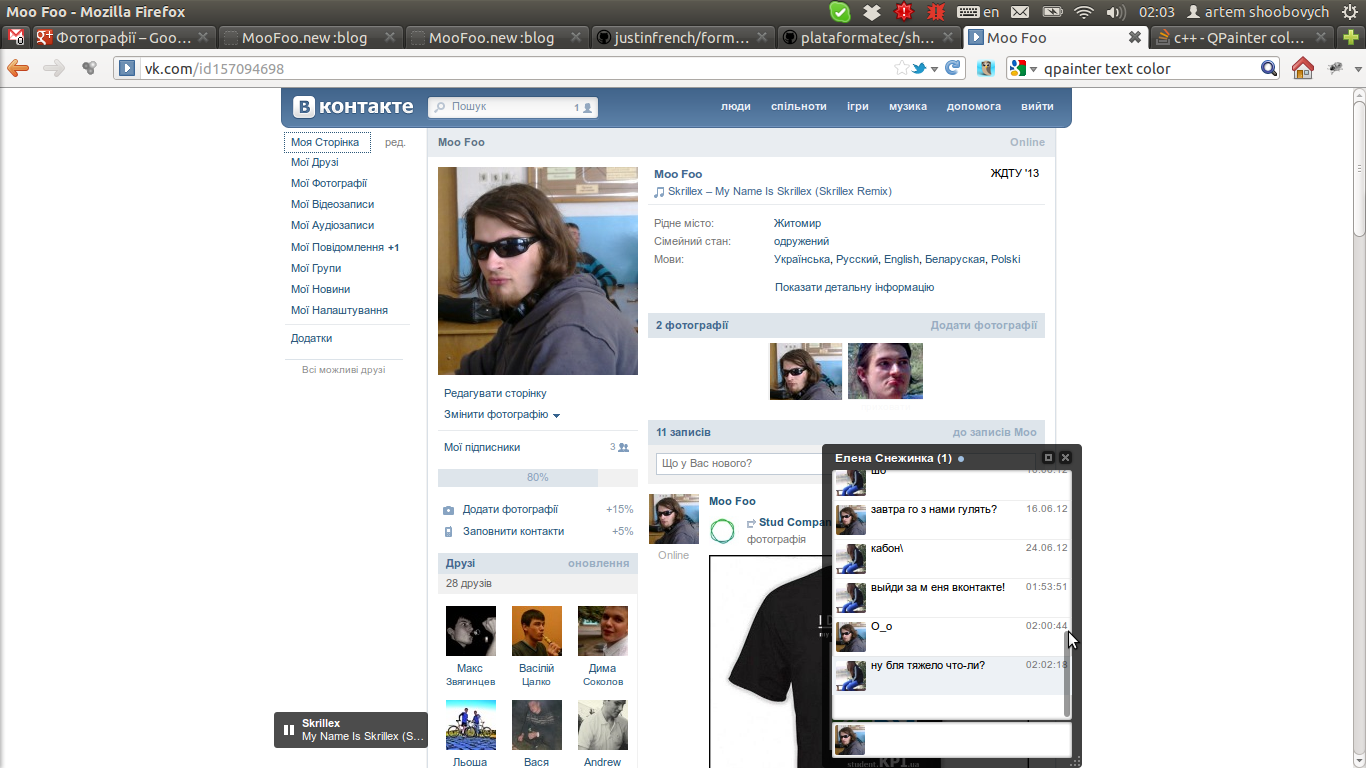 Moo Foo - Mozilla Firefox
en
02:03
artem shoobovych
Фотографії – Goo...
MooFoo.new :blog
MooFoo.new :blog
justinfrench/form...
plataformatec/sh...
Moo Foo
c++ - QPainter col...
vk.com/id157094698
qpainter text color
В контакте
Пошук
1
люди
спільноти
ігри
музика
допомога
вийти
Моя Сторінка
ред.
Мої Друзі
Мої Фотографії
Мої Відеозаписи
Мої Аудіозаписи
Мої Повідомлення +1
Мої Групи
Мої Новини
Мої Налаштування
Додатки
Всі можливі друзі
Moo Foo
Online
Moo Foo
ЖДТУ '13
Skrillex – My Name Is Skrillex (Skrillex Remix)
Рідне місто: Житомир
Сімейний стан: одружений
Мови: Українська, Русский, English, Беларуская, Polski
Показати детальну інформацію
2 фотографії
Додати фотографії
Редагувати сторінку
Змінити фотографію
Мої підписники
3
80%
Додати фотографії +15%
Заповнити контакти +5%
Друзі
оновлення
28 друзів
Макс
Звягинцев
Василій
Цалко
Дима
Соколов
Льоша
Вася
Andrew
11 записів
до записів Moo
Що у Вас нового?
Moo Foo
Stud Compan
фотографія
Online
Елена Снежинка (1)
шо
завтра го з нами гулять? 16.06.12
кабон\ 24.06.12
выйди за м еня вконтакте! 01:53:51
О_о 02:00:44
ну бля тяжело что-ли? 02:02:18
student.KPI.ua
Skrillex
My Name Is Skrillex (S...